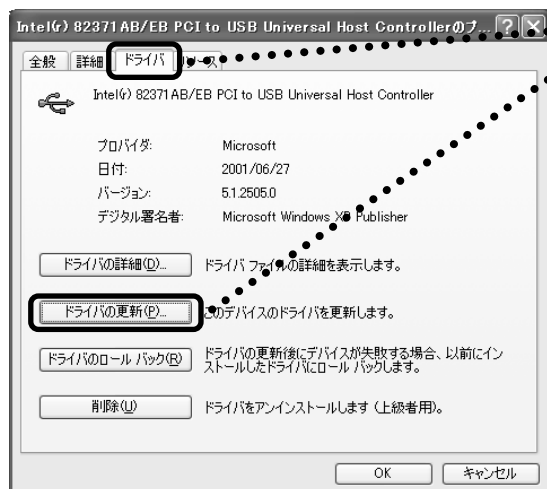 Intel(r) 82371AB/EB PCI to USB Universal Host Controllerのプ...
全般 詳細 ドライバ
Intel(r) 82371AB/EB PCI to USB Universal Host Controller
プロバイダ: Microsoft
日付: 2001/06/27
バージョン: 5.1.2505.0
デジタル署名者: Microsoft Windows XP Publisher
ドライバの詳細(D)... ドライバ ファイルの詳細を表示します。
ドライバの更新(P)... このデバイスのドライバを更新します。
ドライバのロール バック(R) ドライバの更新後にデバイスが失敗する場合、以前にイン
ストールしたドライバにロール バックします。
削除(U) ドライバをアンインストールします (上級者用)。
OK キャンセル